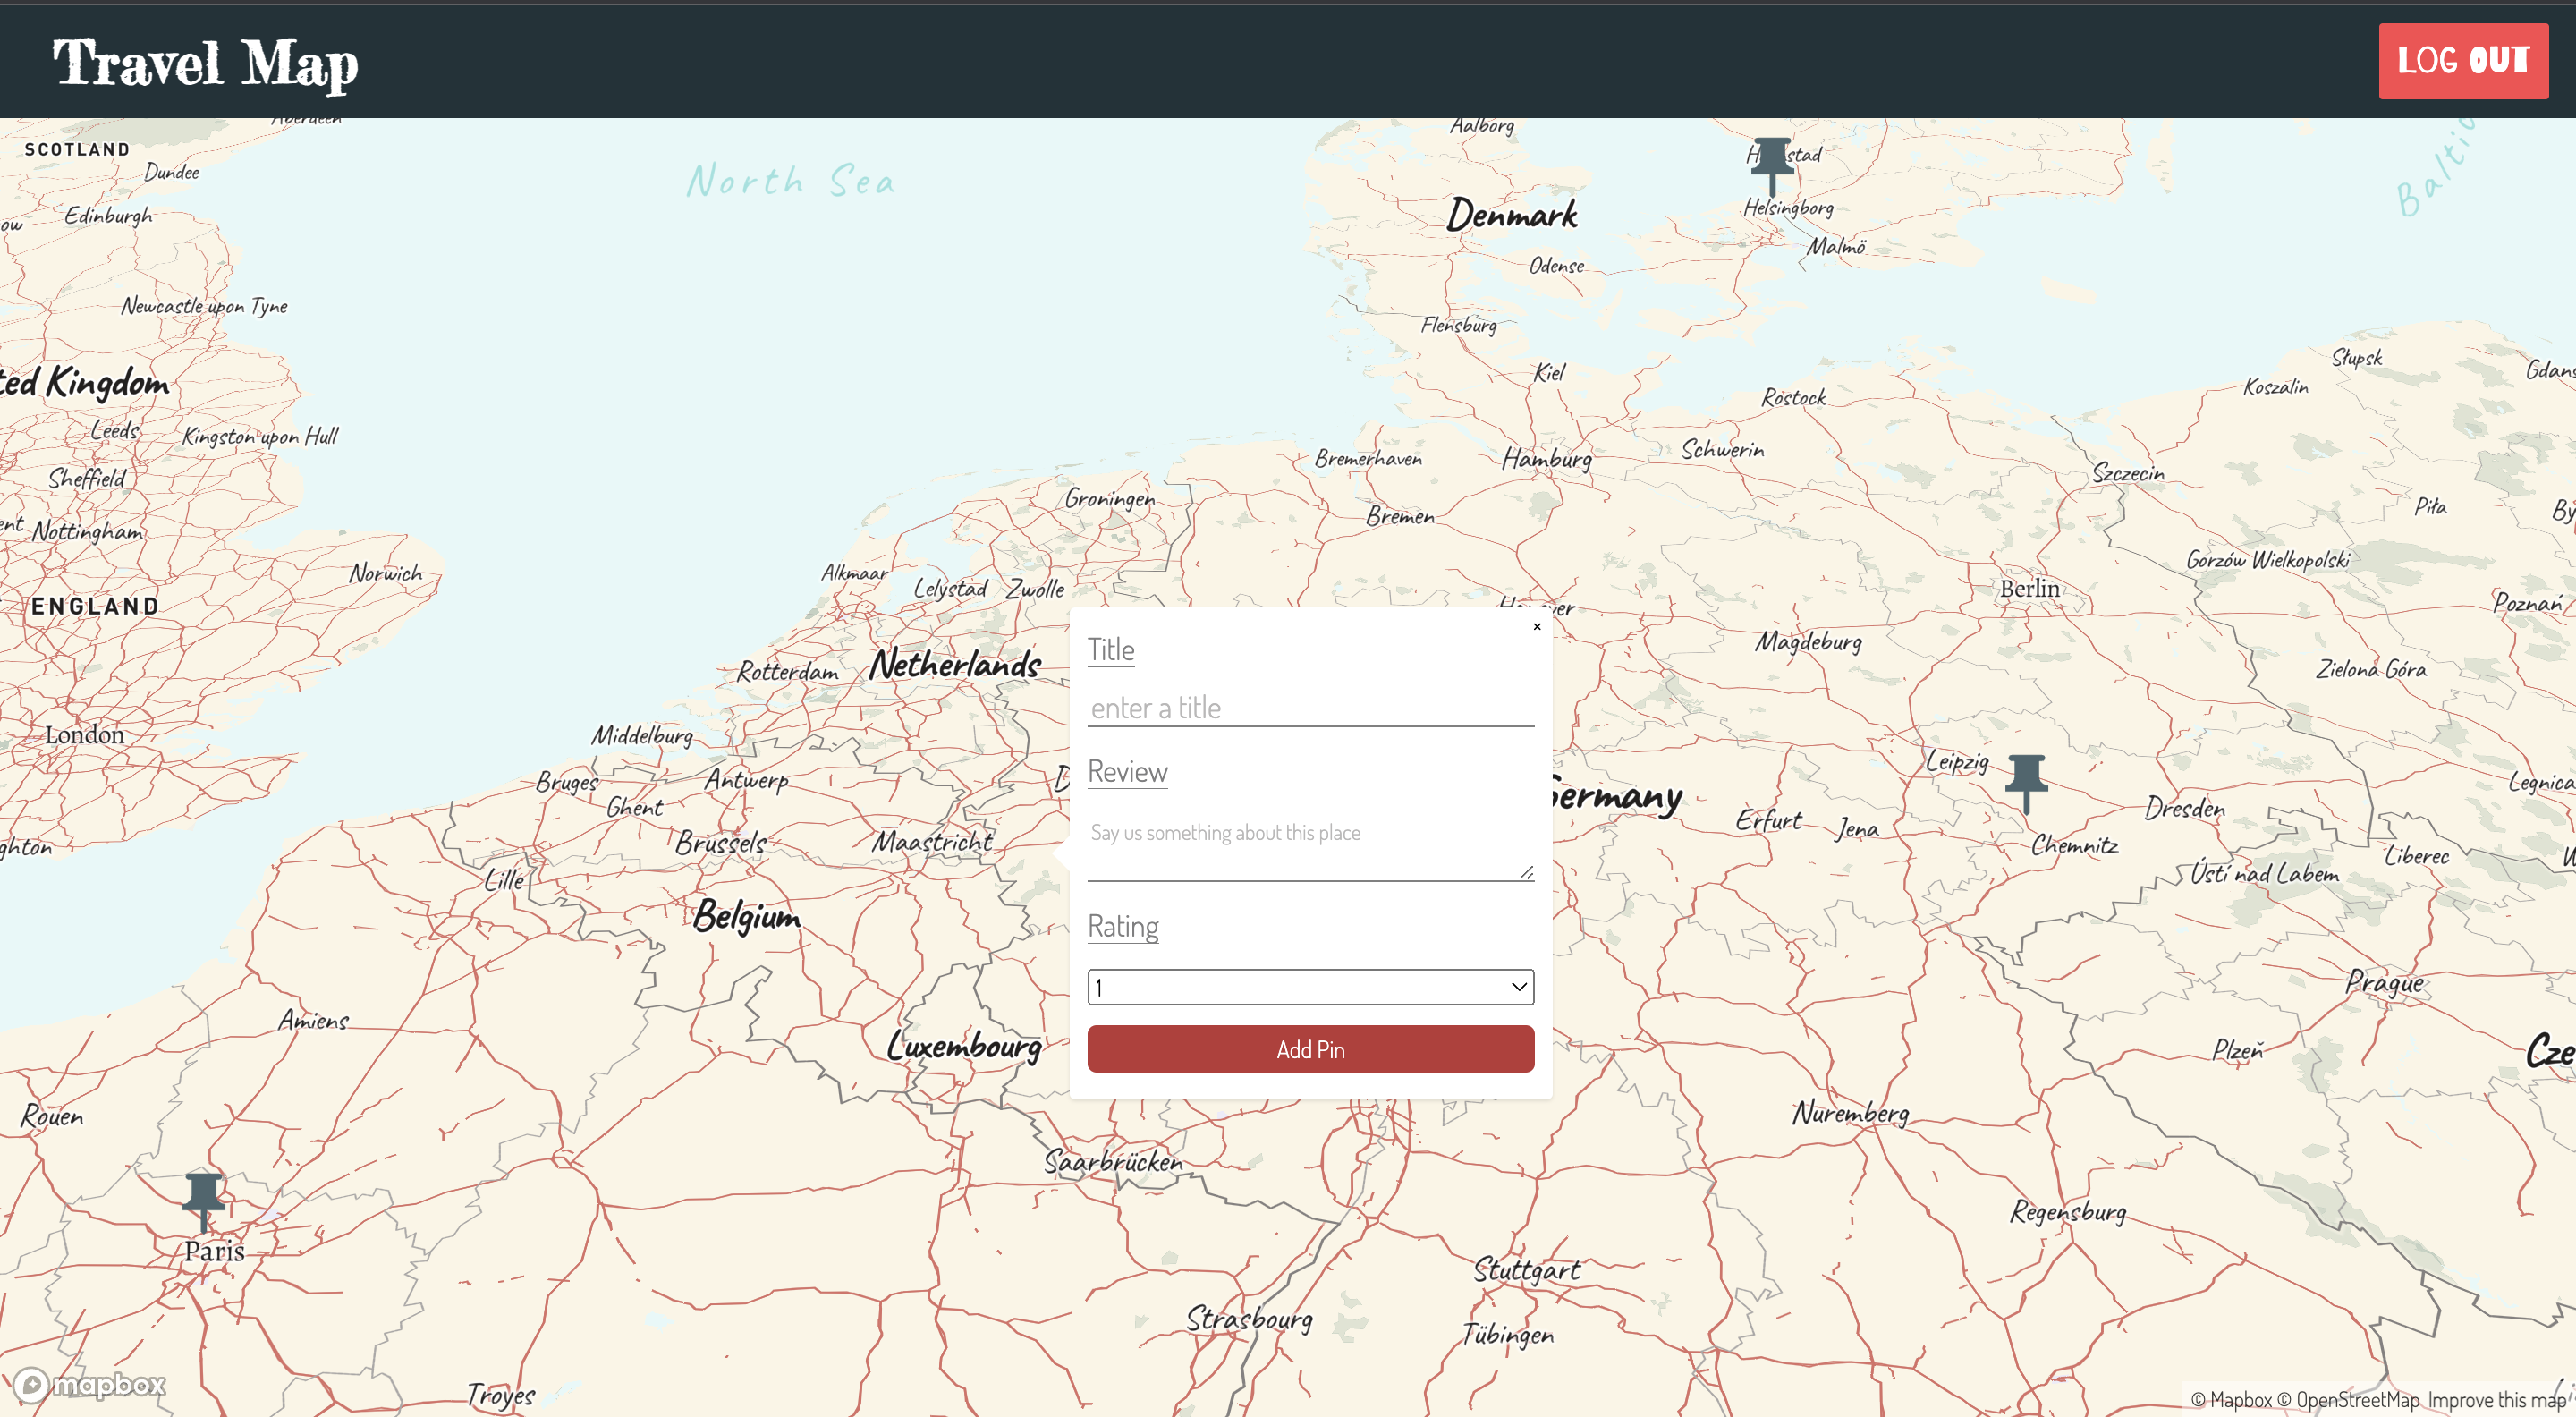 Travel Map
LOG OUT
Aberdeen
SCOTLAND
Dundee
Edinburgh
ow
North Sea
Aalborg
Denmark
Helsingborg
Malmö
Odense
Baltic
Newcastle upon Tyne
Flensburg
ted Kingdom
Kiel
Rostock
Słupsk
Koszalin
Gdans
Leeds
Kingston upon Hull
Sheffield
Bremerhaven
Hamburg
Schwerin
Szczecin
Groningen
Bremen
Piła
By
ent
Nottingham
Norwich
Alkmaar
Lelystad
Zwolle
Berlin
Gorzów Wielkopolski
Poznań
ENGLAND
Magdeburg
Rotterdam
Netherlands
Zielona Góra
London
Middelburg
Bruges
Antwerp
Ghent
Brussels
Maastricht
ghton
Lille
Belgium
×
Title
enter a title
Review
Say us something about this place
Rating
1
Add Pin
Germany
Leipzig
Erfurt
Jena
Dresden
Chemnitz
Legnica
Liberec
Ústí nad Labem
Prague
Plzeň
Cze
Amiens
Luxembourg
Rouen
Nuremberg
Saarbrücken
Regensburg
Paris
Stuttgart
Strasbourg
Tübingen
Troyes
mapbox
© Mapbox © OpenStreetMap Improve this map